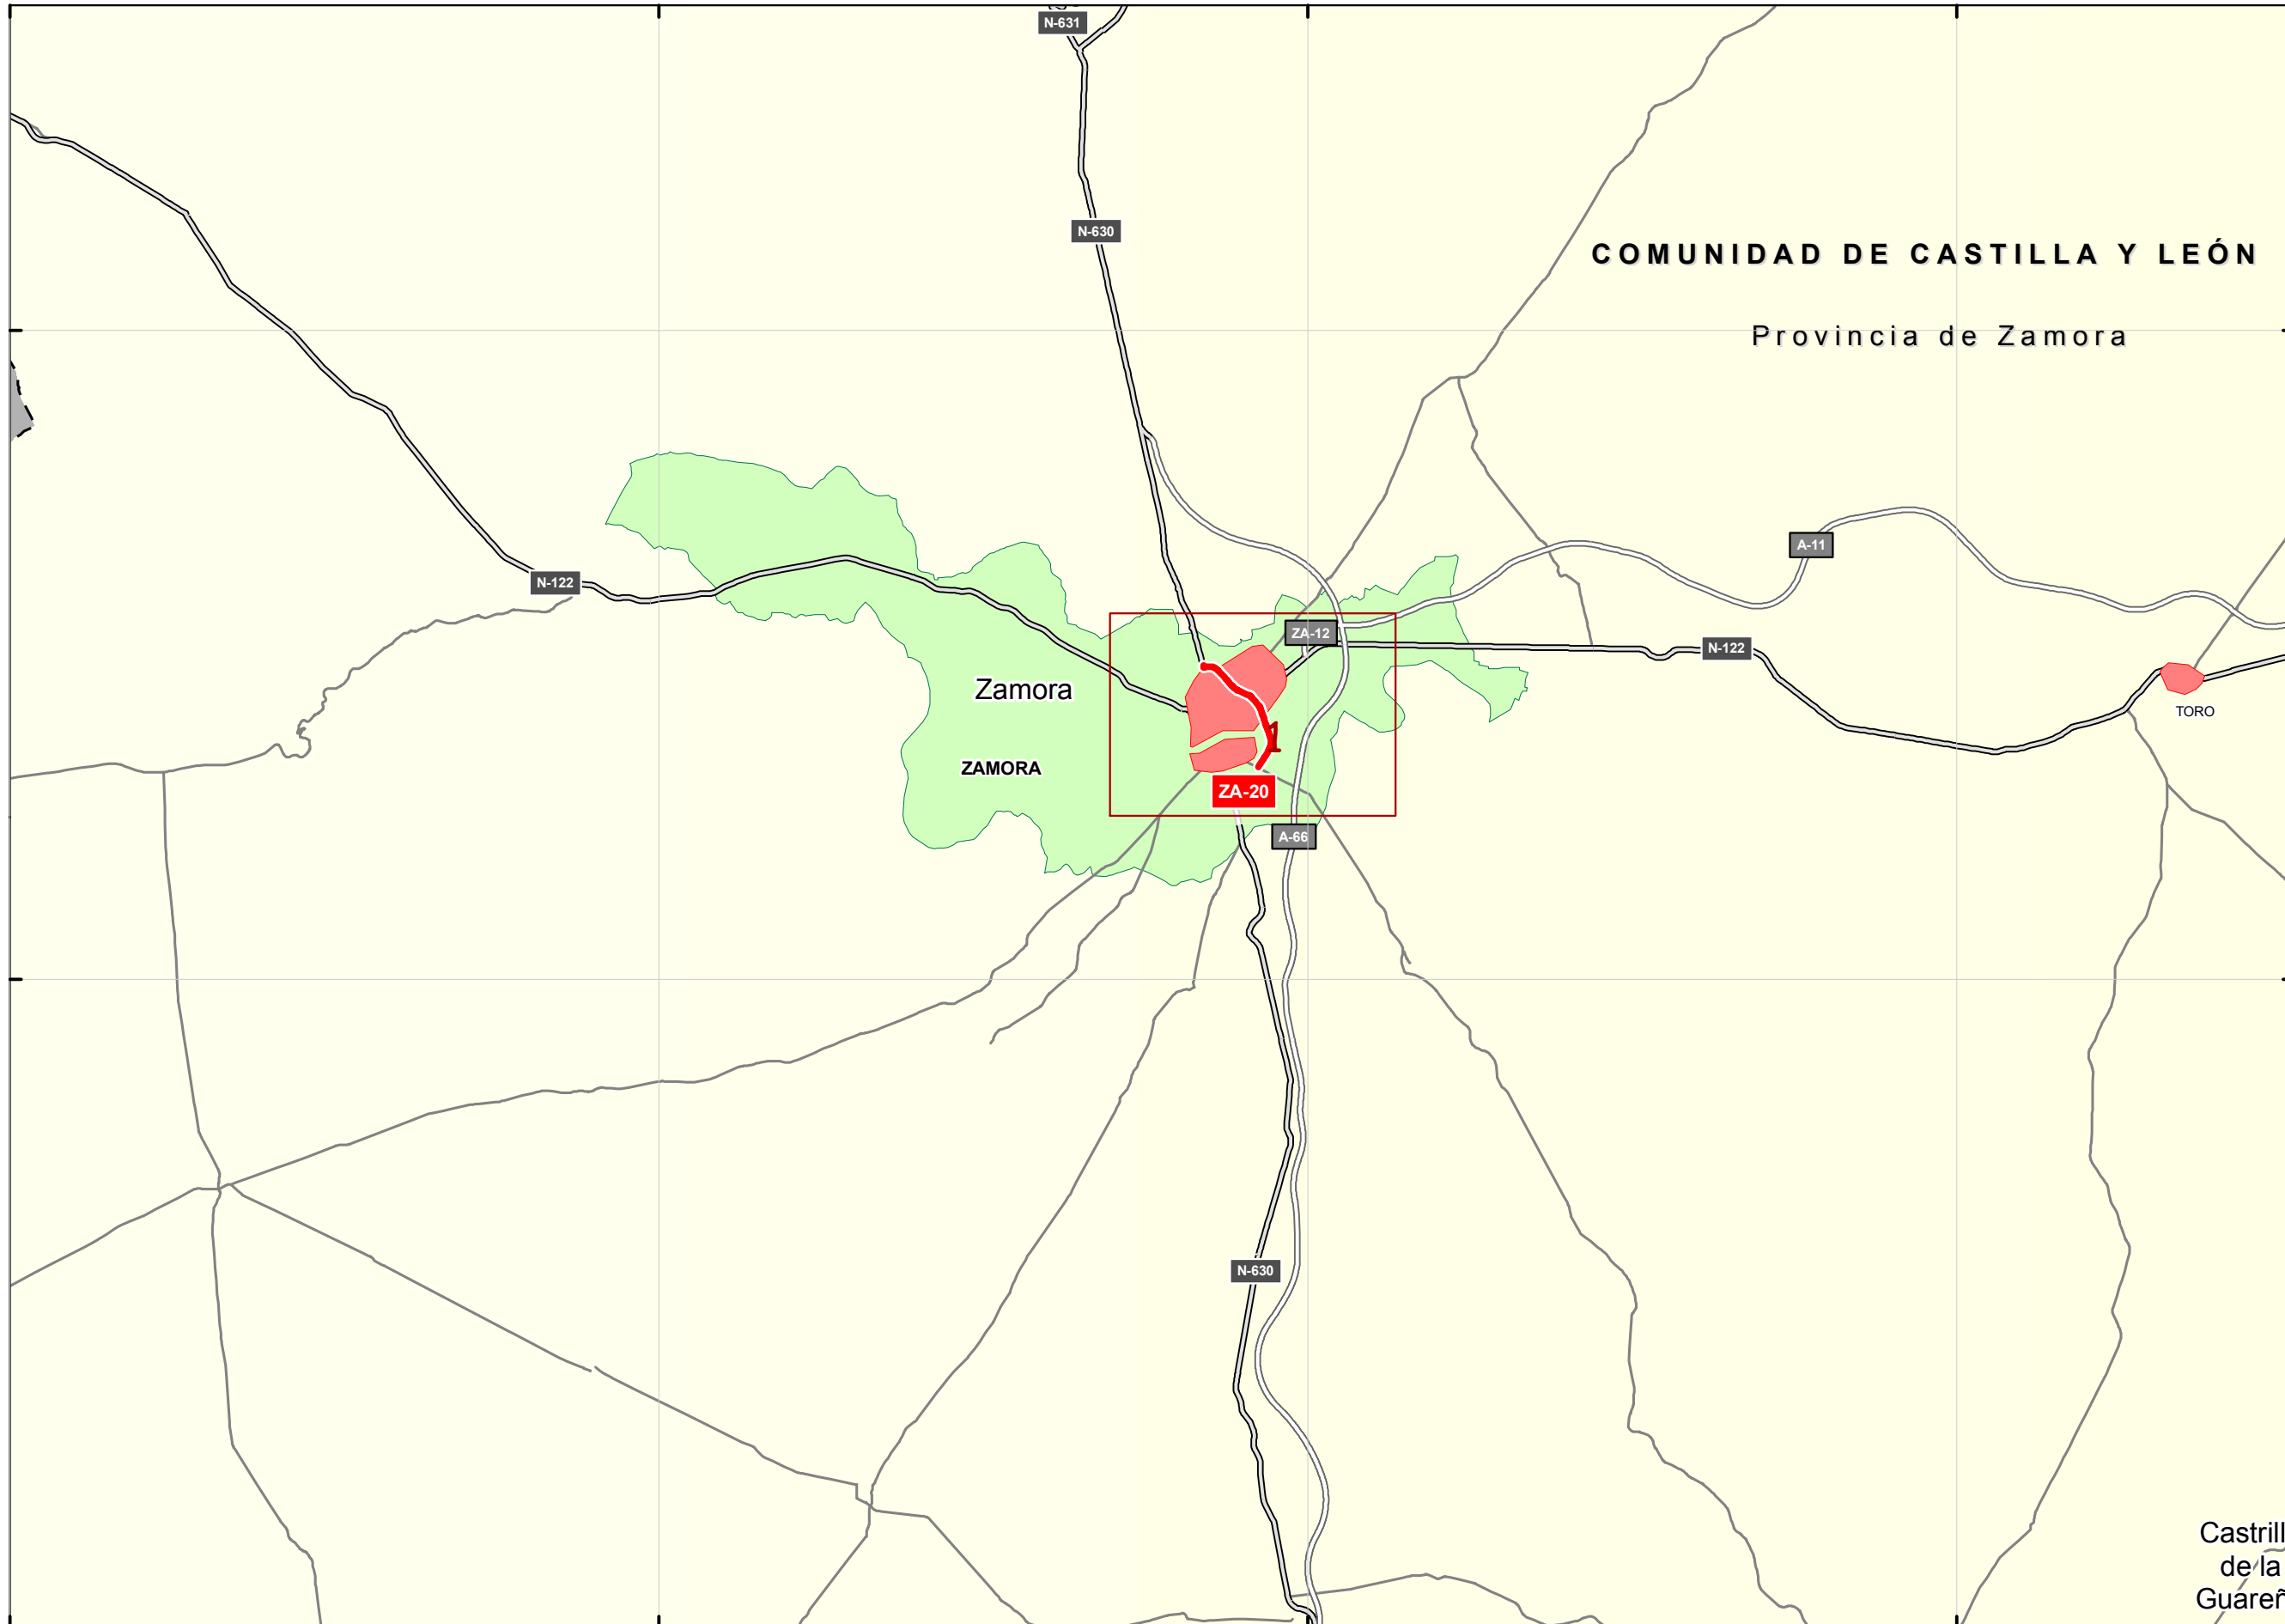 N-631
N-630
COMUNIDAD DE CASTILLA Y LEÓN
Provincia de Zamora
A-11
N-122
ZA-12
N-122
Zamora
TORO
1
ZAMORA
ZA-20
A-66
N-630
Castrill
de la
Guareñ